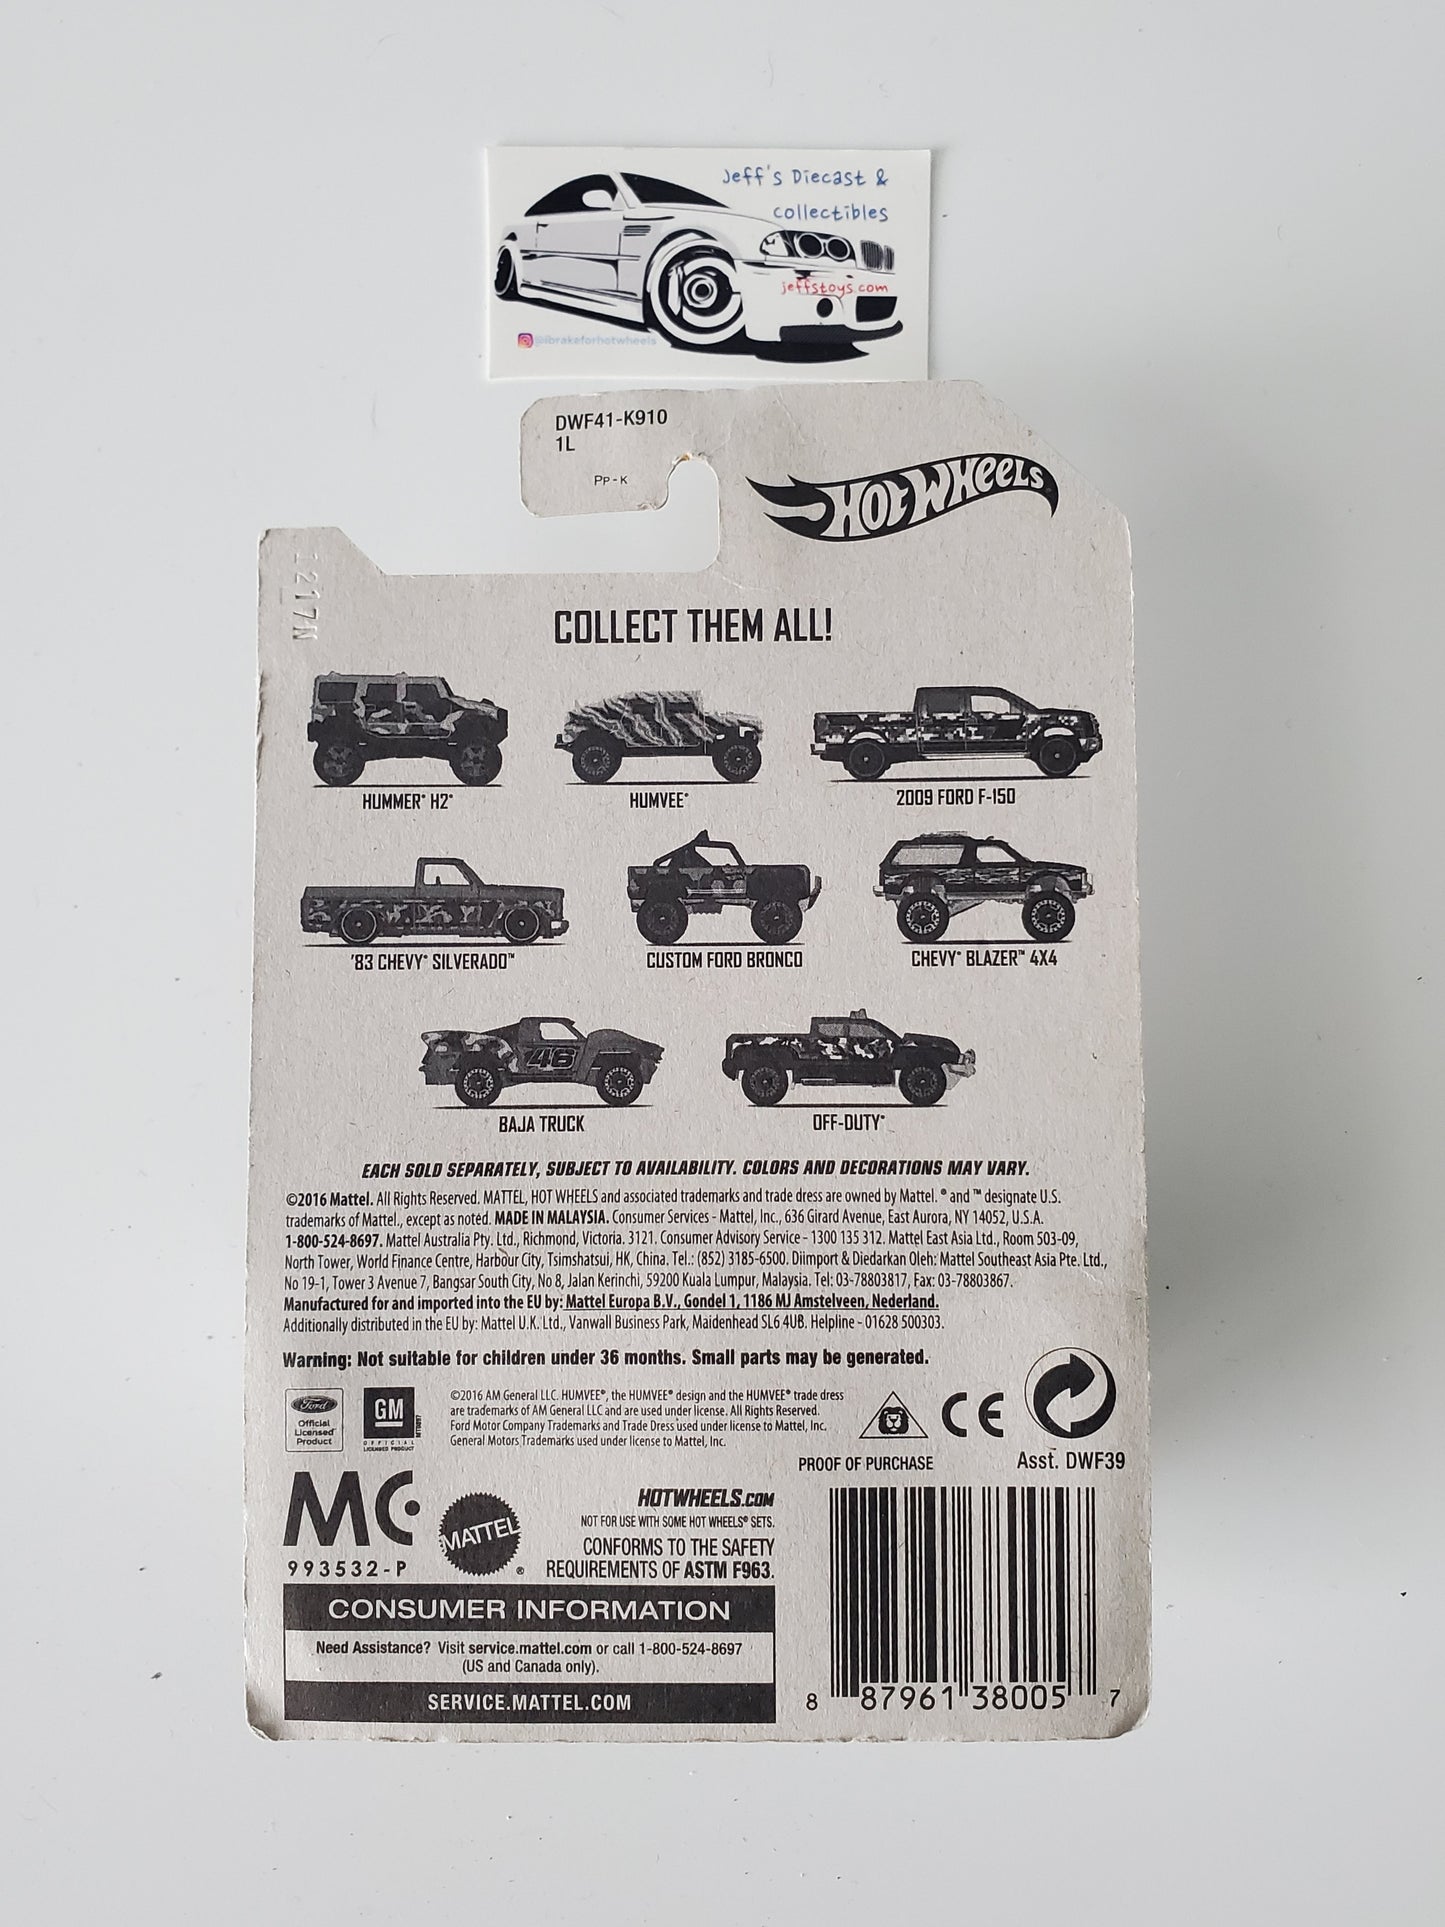 Jeff's Diecast &
collectibles
jeffstoys.com
@ibrakeforhotwheels
DWF41-K910
1L
PP-K
HOT WHEELS
1217N
COLLECT THEM ALL!
HUMMER® H2®
HUMVEE®
2009 FORD F-150
'83 CHEVY® SILVERADO™
CUSTOM FORD BRONCO
CHEVY® BLAZER™ 4X4
46
BAJA TRUCK
OFF-DUTY®
EACH SOLD SEPARATELY, SUBJECT TO AVAILABILITY. COLORS AND DECORATIONS MAY VARY.
©2016 Mattel. All Rights Reserved. MATTEL, HOT WHEELS and associated trademarks and trade dress are owned by Mattel. ® and ™ designate U.S.
trademarks of Mattel., except as noted. MADE IN MALAYSIA. Consumer Services - Mattel, Inc., 636 Girard Avenue, East Aurora, NY 14052, U.S.A.
1-800-524-8697. Mattel Australia Pty. Ltd., Richmond, Victoria. 3121. Consumer Advisory Service - 1300 135 312. Mattel East Asia Ltd., Room 503-09,
North Tower, World Finance Centre, Harbour City, Tsimshatsui, HK, China. Tel.: (852) 3185-6500. Diimport & Diedarkan Oleh: Mattel Southeast Asia Pte. Ltd.,
No 19-1, Tower 3 Avenue 7, Bangsar South City, No 8, Jalan Kerinchi, 59200 Kuala Lumpur, Malaysia. Tel: 03-78803817, Fax: 03-78803867.
Manufactured for and imported into the EU by: Mattel Europa B.V., Gondel 1, 1186 MJ Amstelveen, Nederland.
Additionally distributed in the EU by: Mattel U.K. Ltd., Vanwall Business Park, Maidenhead SL6 4UB. Helpline - 01628 500303.
Warning: Not suitable for children under 36 months. Small parts may be generated.
Ford
Official
Licensed
Product
GM
OFFICIAL
LICENSED PRODUCT
©2016 AM General LLC. HUMVEE®, the HUMVEE® design and the HUMVEE® trade dress
are trademarks of AM General LLC and are used under license. All Rights Reserved.
Ford Motor Company Trademarks and Trade Dress used under license to Mattel, Inc.
General Motors Trademarks used under license to Mattel, Inc.
CE
PROOF OF PURCHASE
Asst. DWF39
MC
993532-P
MATTEL®
HOTWHEELS.COM
NOT FOR USE WITH SOME HOT WHEELS® SETS.
CONFORMS TO THE SAFETY
REQUIREMENTS OF ASTM F963.
CONSUMER INFORMATION
Need Assistance? Visit service.mattel.com or call 1-800-524-8697
(US and Canada only).
SERVICE.MATTEL.COM
8 87961 38005 7